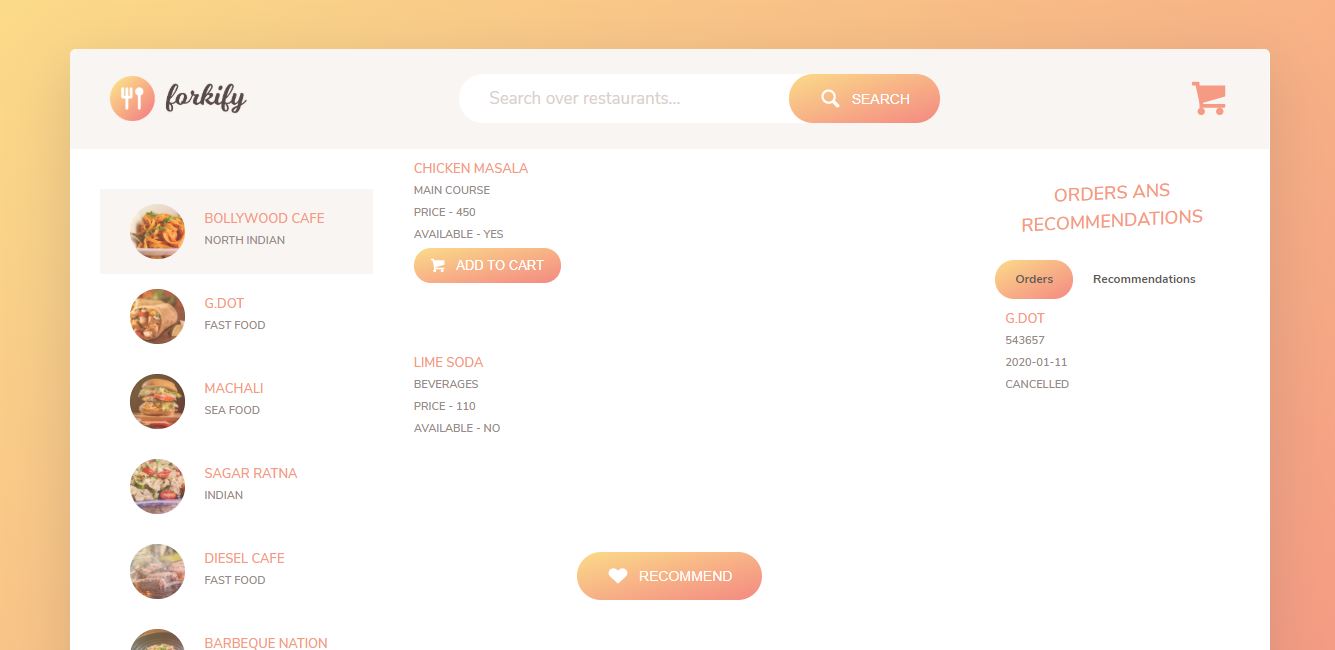 forkify
Search over restaurants...
SEARCH
BOLLYWOOD CAFE
NORTH INDIAN
G.DOT
FAST FOOD
MACHALI
SEA FOOD
SAGAR RATNA
INDIAN
DIESEL CAFE
FAST FOOD
BARBEQUE NATION
CHICKEN MASALA
MAIN COURSE
PRICE - 450
AVAILABLE - YES
ADD TO CART
LIME SODA
BEVERAGES
PRICE - 110
AVAILABLE - NO
RECOMMEND
ORDERS ANS
RECOMMENDATIONS
Orders
Recommendations
G.DOT
543657
2020-01-11
CANCELLED